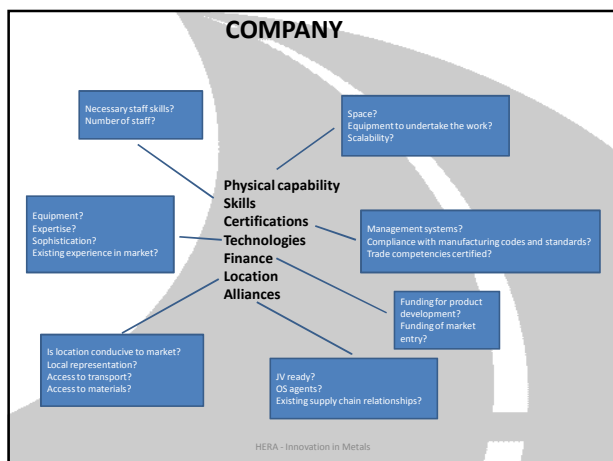 COMPANY
Necessary staff skills?
Number of staff?
Space?
Equipment to undertake the work?
Scalability?
Physical capability
Skills
Certifications
Technologies
Finance
Location
Alliances
Equipment?
Expertise?
Sophistication?
Existing experience in market?
Management systems?
Compliance with manufacturing codes and standards?
Trade competencies certified?
Funding for product
development?
Funding of market
entry?
Is location conducive to market?
Local representation?
Access to transport?
Access to materials?
JV ready?
OS agents?
Existing supply chain relationships?
HERA - Innovation in Metals